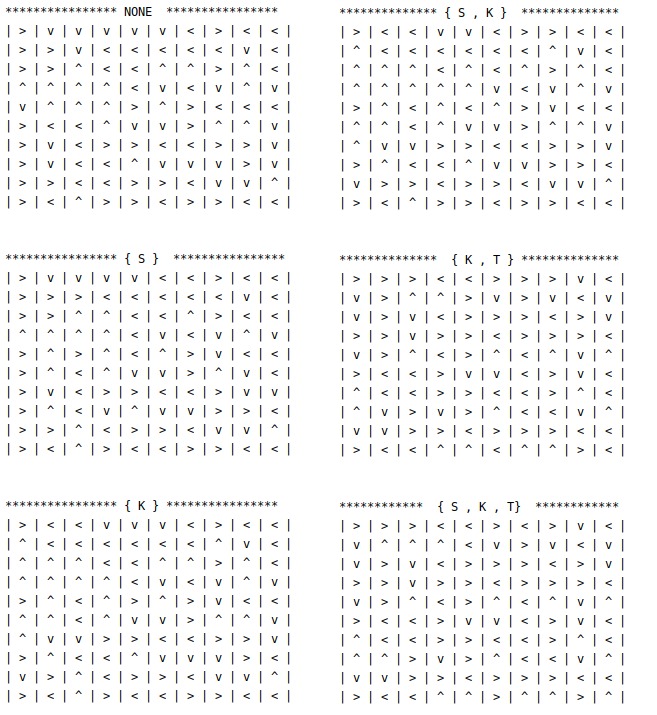 **************** NONE ****************
| > | v | v | v | v | v | < | > | < | < |
| > | > | v | < | < | < | < | < | v | < |
| > | > | ^ | < | < | ^ | ^ | > | ^ | < |
| ^ | ^ | ^ | ^ | < | v | < | v | ^ | v |
| v | ^ | ^ | ^ | > | ^ | > | < | < | < |
| > | < | < | ^ | v | v | > | ^ | ^ | v |
| > | v | < | > | > | < | < | > | > | v |
| > | v | < | < | ^ | v | v | v | > | v |
| > | > | > | < | > | > | < | v | v | ^ |
| > | < | ^ | > | < | < | > | > | < | < |
************** { S , K } **************
| > | < | < | v | v | < | > | > | < | < |
| ^ | < | < | < | < | < | < | ^ | v | < |
| ^ | ^ | ^ | < | < | ^ | < | > | ^ | < |
| ^ | ^ | ^ | ^ | ^ | v | < | v | ^ | v |
| > | ^ | < | ^ | < | ^ | > | v | < | < |
| ^ | ^ | < | ^ | v | v | > | ^ | ^ | v |
| ^ | v | v | > | > | < | < | > | > | v |
| > | ^ | < | < | ^ | v | v | > | > | < |
| v | > | > | < | > | > | < | v | v | ^ |
| > | < | ^ | > | < | < | > | > | < | < |
**************** { S } ****************
| > | v | v | v | v | < | < | > | < | < |
| > | > | > | < | < | < | < | < | v | < |
| > | > | ^ | ^ | < | < | ^ | > | < | < |
| ^ | ^ | ^ | ^ | < | v | < | v | ^ | v |
| > | ^ | > | ^ | < | ^ | > | v | < | < |
| > | ^ | < | ^ | v | v | > | ^ | v | < |
| > | v | < | > | > | < | < | > | v | v |
| > | ^ | < | v | ^ | v | v | > | > | < |
| > | > | ^ | < | > | > | < | v | v | ^ |
| > | < | ^ | > | < | < | > | > | < | < |
************** { K , T } **************
| > | > | > | < | < | > | > | > | v | < |
| v | > | ^ | ^ | > | v | > | v | < | v |
| > | v | v | < | > | > | < | > | > | < |
| > | > | v | > | > | > | > | > | < | v |
| v | > | ^ | < | > | ^ | < | ^ | v | ^ |
| > | < | < | < | v | v | < | > | v | < |
| ^ | < | < | > | < | < | < | > | ^ | < |
| ^ | v | > | v | > | ^ | < | < | v | ^ |
| v | v | > | > | > | < | > | > | < | < |
| > | < | < | ^ | < | ^ | ^ | > | < | < |
**************** { K } ****************
| > | < | < | v | v | v | < | > | < | < |
| ^ | < | < | < | < | < | < | ^ | v | < |
| ^ | ^ | ^ | < | < | ^ | ^ | > | ^ | < |
| ^ | ^ | ^ | ^ | < | v | < | v | ^ | v |
| > | ^ | < | ^ | > | ^ | > | v | < | < |
| ^ | ^ | < | ^ | v | v | > | ^ | ^ | < |
| ^ | v | v | > | > | < | < | > | > | v |
| > | ^ | < | < | ^ | v | v | v | > | < |
| v | > | ^ | < | > | > | < | v | v | ^ |
| > | < | ^ | > | < | < | > | > | < | < |
************ { S , K , T} ************
| > | > | > | < | < | > | < | > | v | < |
| v | ^ | ^ | ^ | < | v | > | v | < | v |
| > | v | v | < | > | > | < | > | > | < |
| > | > | v | > | > | < | > | > | > | < |
| v | > | ^ | < | > | ^ | < | ^ | v | ^ |
| > | < | < | > | v | v | < | > | > | < |
| ^ | < | < | > | < | < | < | > | ^ | < |
| ^ | ^ | > | v | > | ^ | < | < | v | ^ |
| v | v | > | > | > | < | > | > | < | < |
| > | < | < | ^ | ^ | > | ^ | ^ | > | ^ |